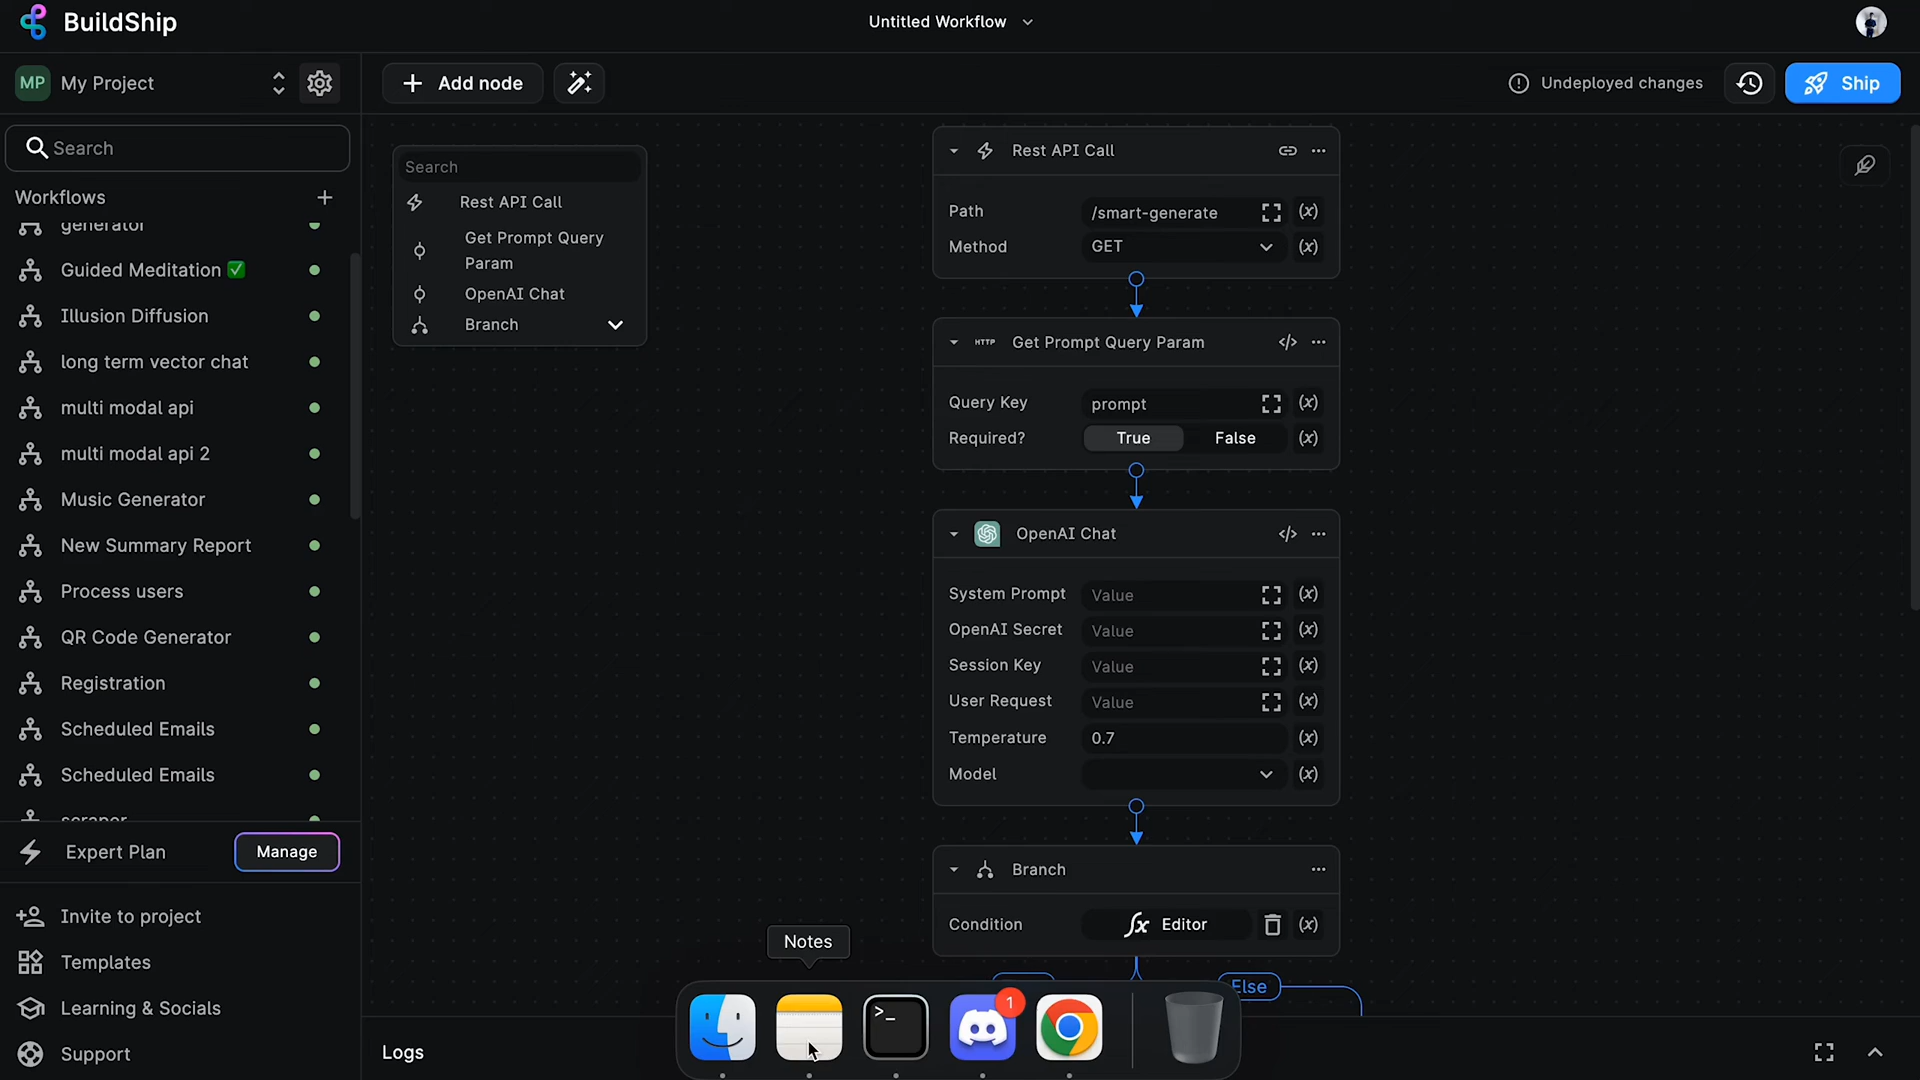 BuildShip
Untitled Workflow
MP My Project
Add node
Undeployed changes
Ship
Search
Workflows
generator
Guided Meditation ✅
Illusion Diffusion
long term vector chat
multi modal api
multi modal api 2
Music Generator
New Summary Report
Process users
QR Code Generator
Registration
Scheduled Emails
Scheduled Emails
scraper
Expert Plan
Manage
Invite to project
Templates
Learning & Socials
Support
Search
Rest API Call
Get Prompt Query
Param
OpenAI Chat
Branch
Rest API Call
Path /smart-generate (x)
Method GET (x)
HTTP Get Prompt Query Param </>
Query Key prompt (x)
Required? True False (x)
OpenAI Chat </>
System Prompt Value (x)
OpenAI Secret Value (x)
Session Key Value (x)
User Request Value (x)
Temperature 0.7 (x)
Model (x)
Branch
Condition fx Editor (x)
Else
Notes
>_
1
Logs